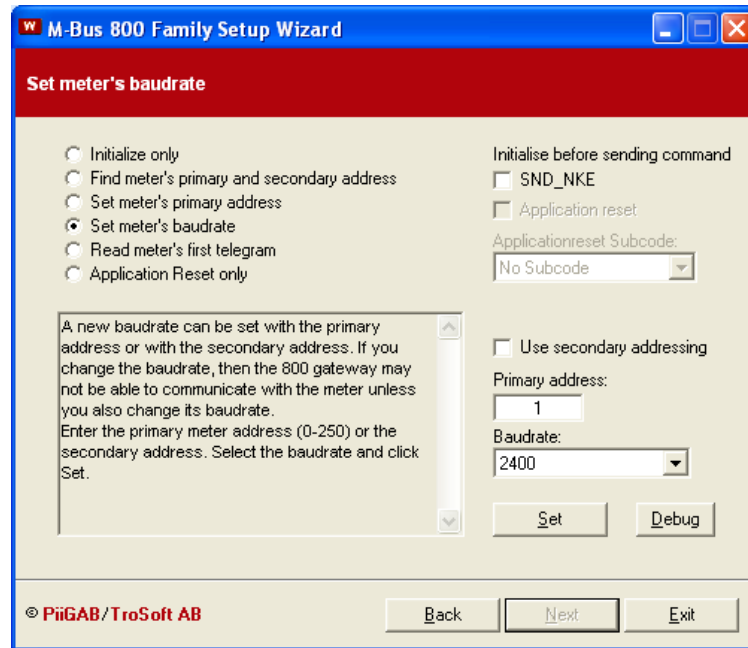 W M-Bus 800 Family Setup Wizard
Set meter's baudrate
Initialize only
Find meter's primary and secondary address
Set meter's primary address
Set meter's baudrate
Read meter's first telegram
Application Reset only
Initialise before sending command
SND_NKE
Application reset
Applicationreset Subcode:
No Subcode
A new baudrate can be set with the primary
address or with the secondary address. If you
change the baudrate, then the 800 gateway may
not be able to communicate with the meter unless
you also change its baudrate.
Enter the primary meter address (0-250) or the
secondary address. Select the baudrate and click
Set.
Use secondary addressing
Primary address:
1
Baudrate:
2400
Set Debug
© PiiGAB/TroSoft AB
Back Next Exit